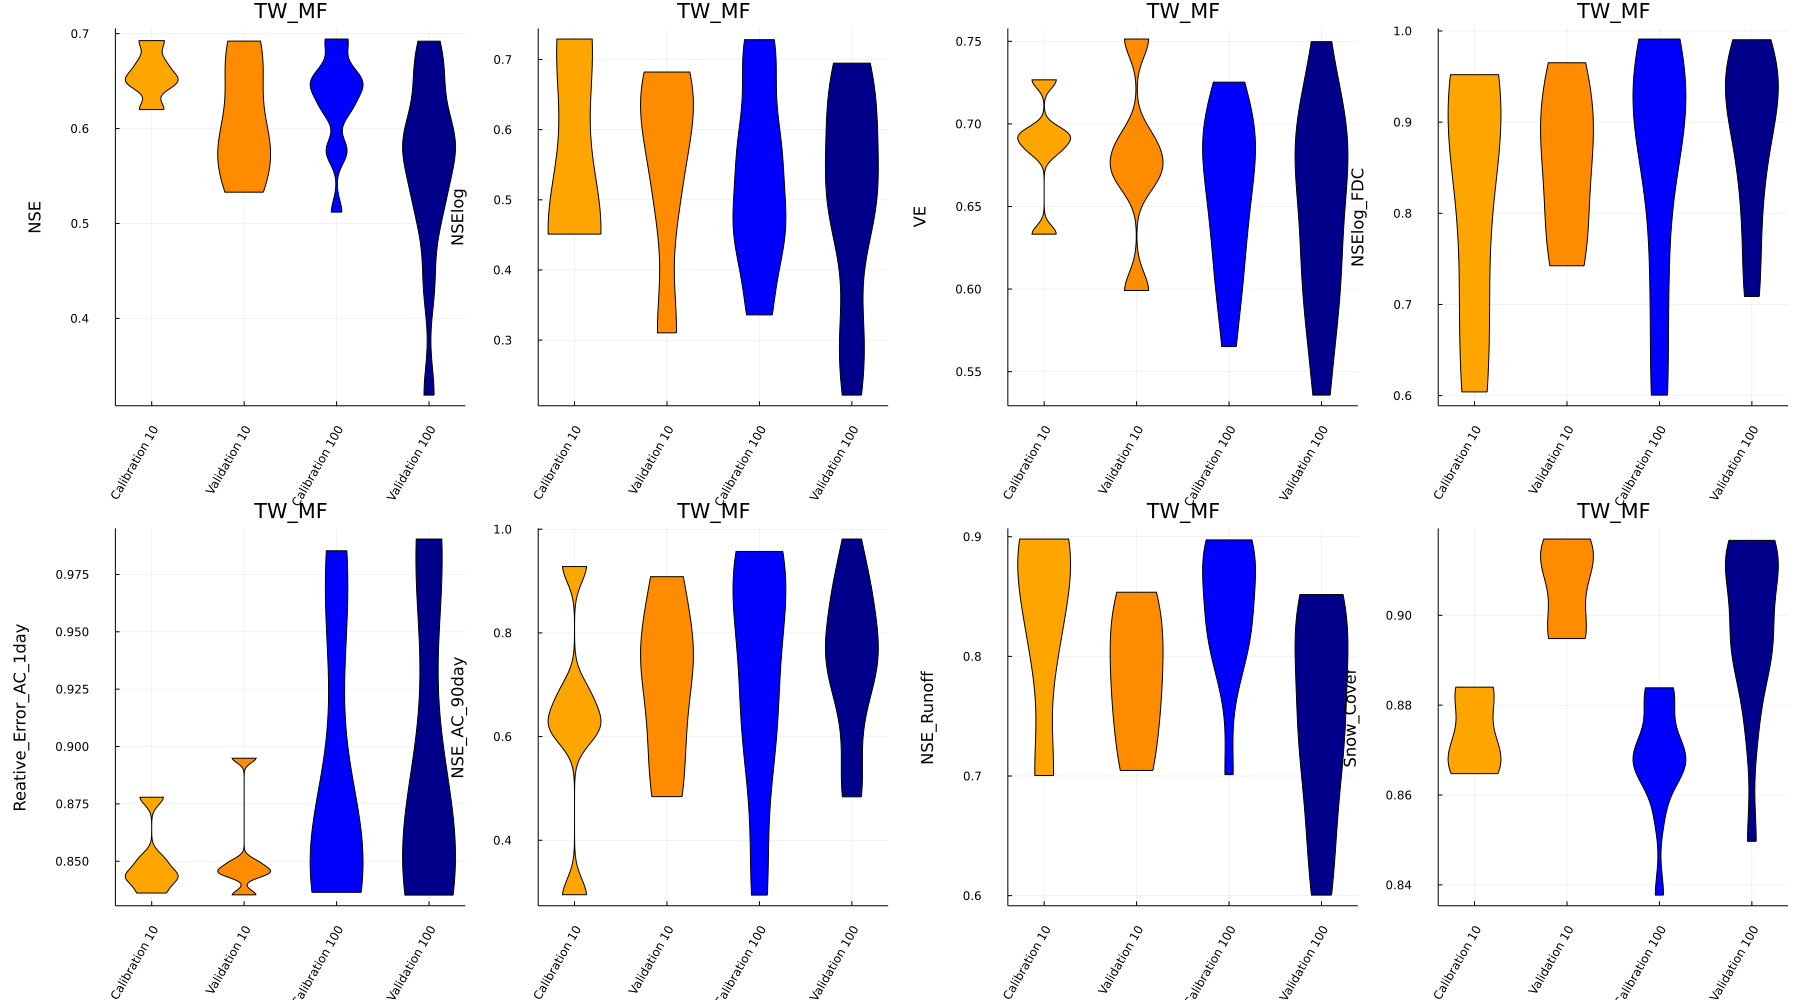 TW_MF
NSE
0.7
0.6
0.5
0.4
Calibration 10
Validation 10
Calibration 100
Validation 100
TW_MF
NSElog
0.7
0.6
0.5
0.4
0.3
Calibration 10
Validation 10
Calibration 100
Validation 100
TW_MF
VE
0.75
0.70
0.65
0.60
0.55
Calibration 10
Validation 10
Calibration 100
Validation 100
TW_MF
NSElog_FDC
1.0
0.9
0.8
0.7
0.6
Calibration 10
Validation 10
Calibration 100
Validation 100
TW_MF
Reative_Error_AC_1day
0.975
0.950
0.925
0.900
0.875
0.850
Calibration 10
Validation 10
Calibration 100
Validation 100
TW_MF
NSE_AC_90day
1.0
0.8
0.6
0.4
Calibration 10
Validation 10
Calibration 100
Validation 100
TW_MF
NSE_Runoff
0.9
0.8
0.7
0.6
Calibration 10
Validation 10
Calibration 100
Validation 100
TW_MF
Snow_Cover
0.90
0.88
0.86
0.84
Calibration 10
Validation 10
Calibration 100
Validation 100